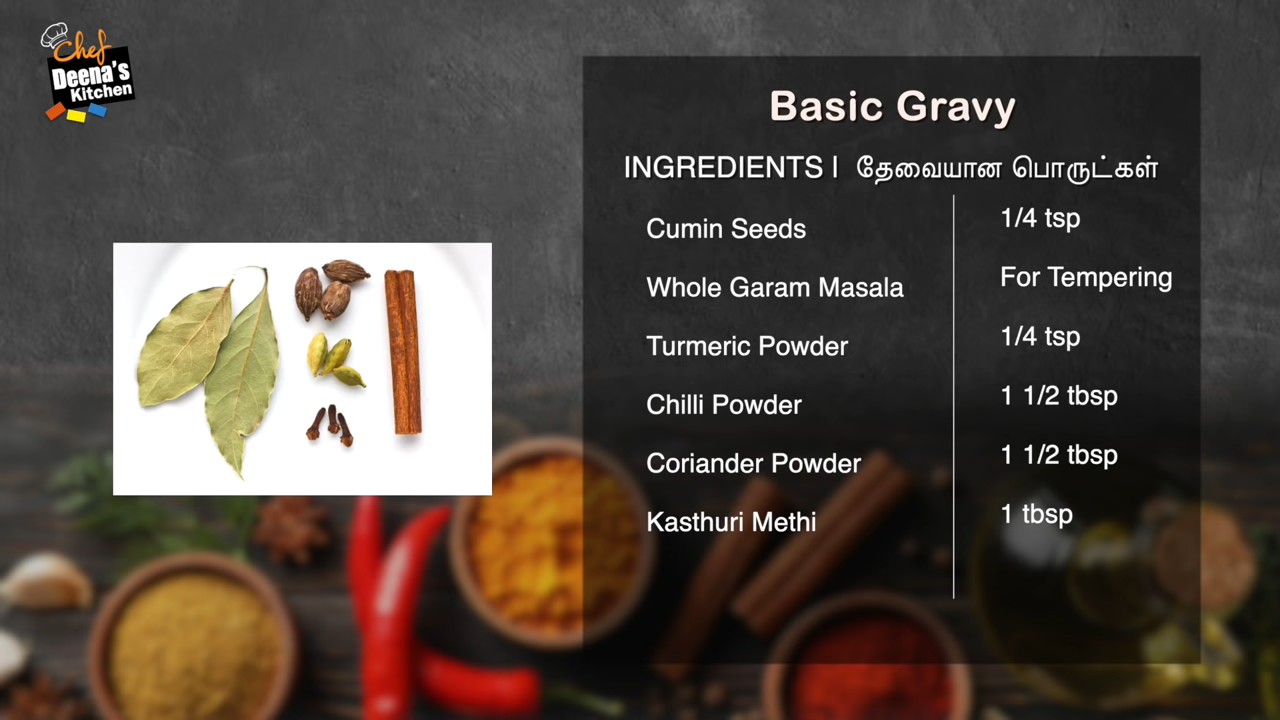 Chef
Deena's
Kitchen
Basic Gravy
INGREDIENTS | தேவையான பொருட்கள்
Cumin Seeds 1/4 tsp
Whole Garam Masala For Tempering
Turmeric Powder 1/4 tsp
Chilli Powder 1 1/2 tbsp
Coriander Powder 1 1/2 tbsp
Kasthuri Methi 1 tbsp